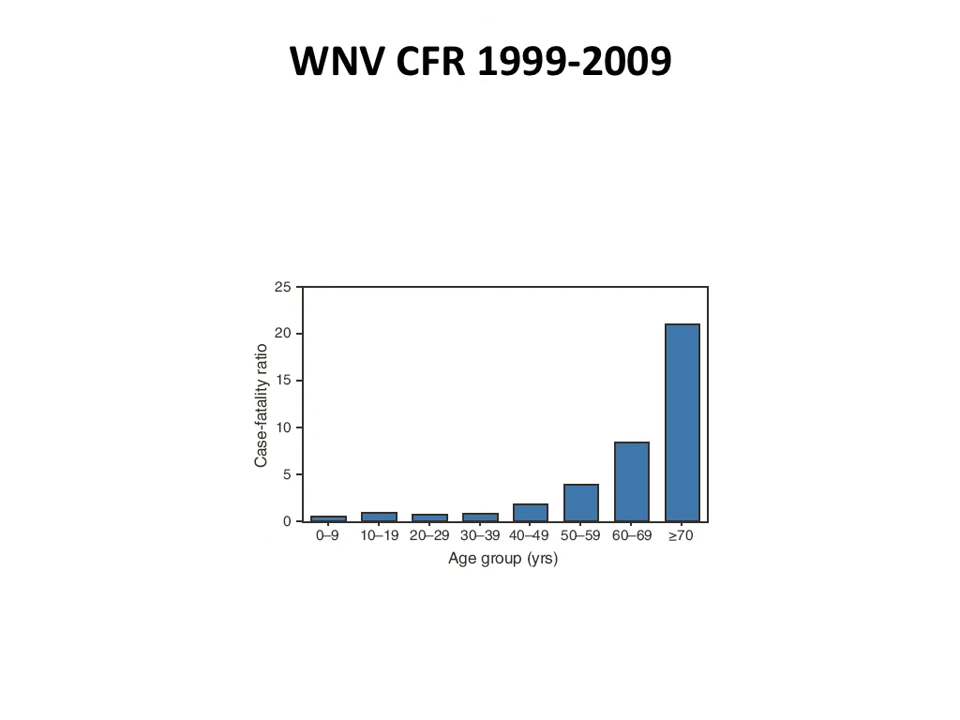 WNV CFR 1999-2009
25
20
15
10
5
0
Case-fatality ratio
0–9 10–19 20–29 30–39 40–49 50–59 60–69 ≥70
Age group (yrs)